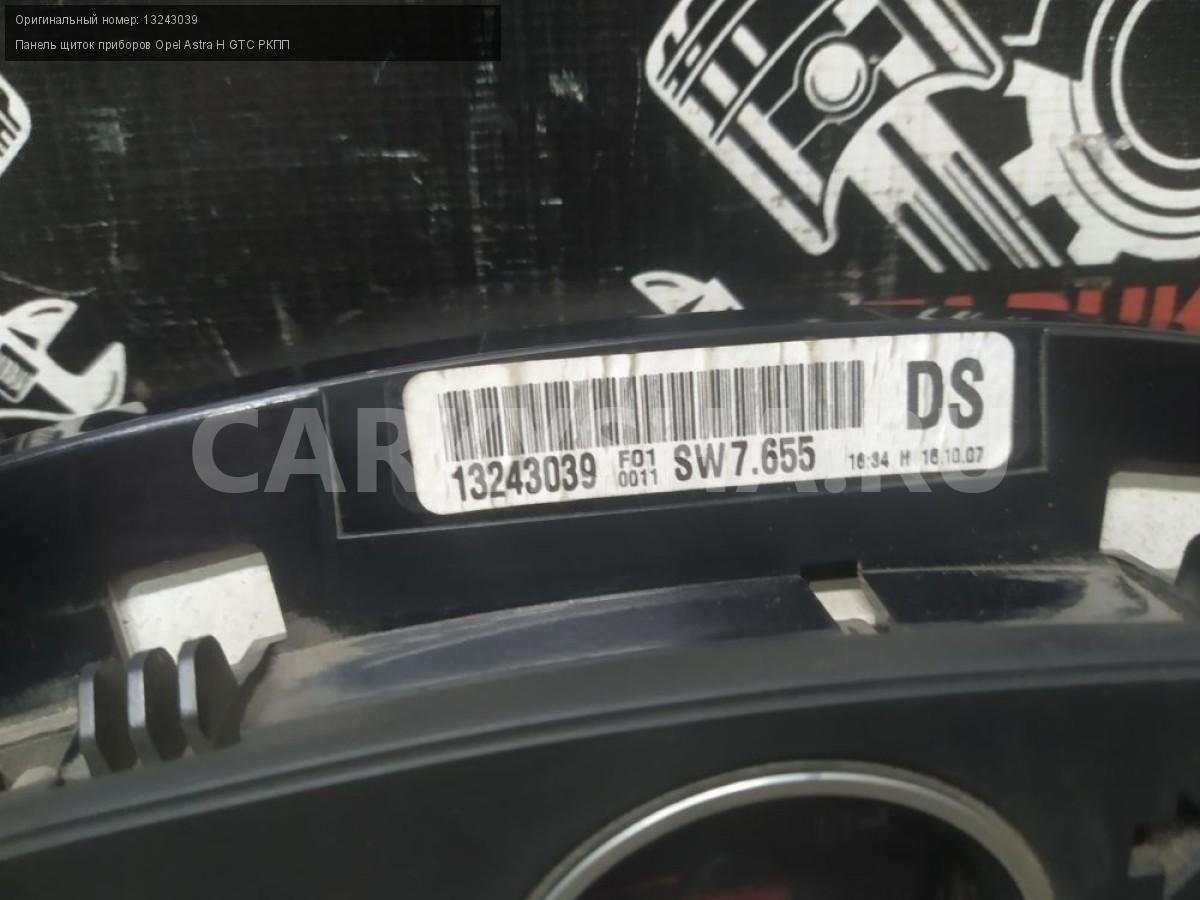 Оригинальный номер: 13243039
Панель щиток приборов Opel Astra H GTC РКПП
DS
13243039 F01 0011 SW7.655 16:34 H 16.10.07